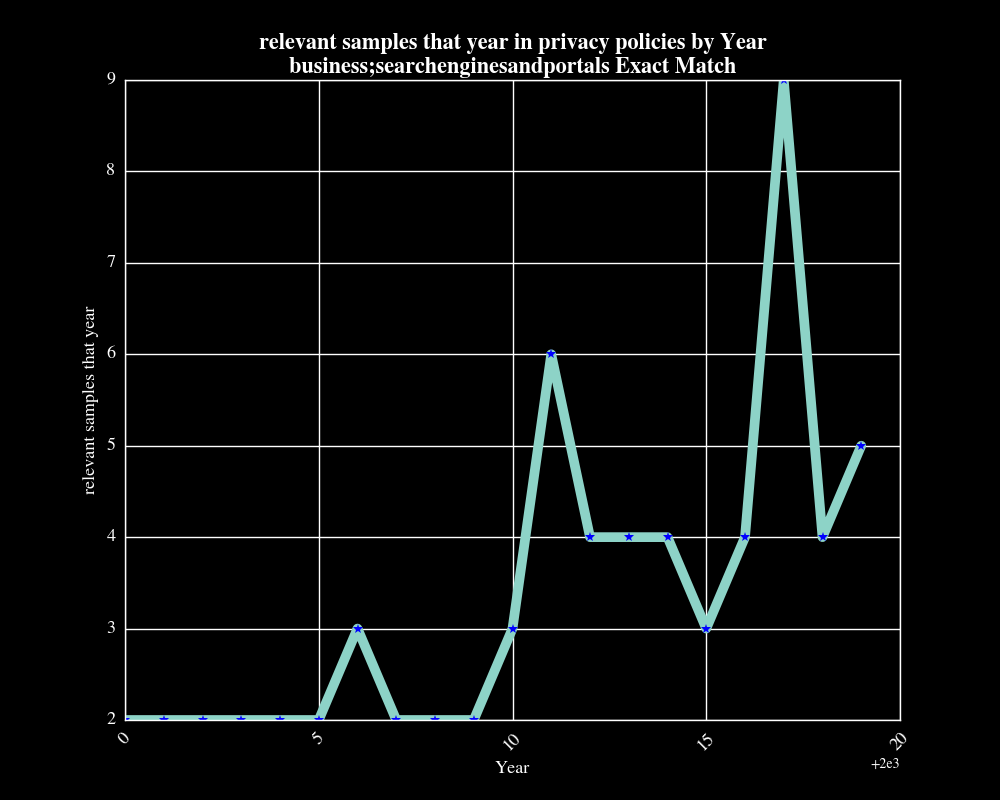 relevant samples that year in privacy policies by Year
business;searchenginesandportals Exact Match
9
8
7
6
5
4
3
2
relevant samples that year
0
5
10
15
20
Year
+2e3